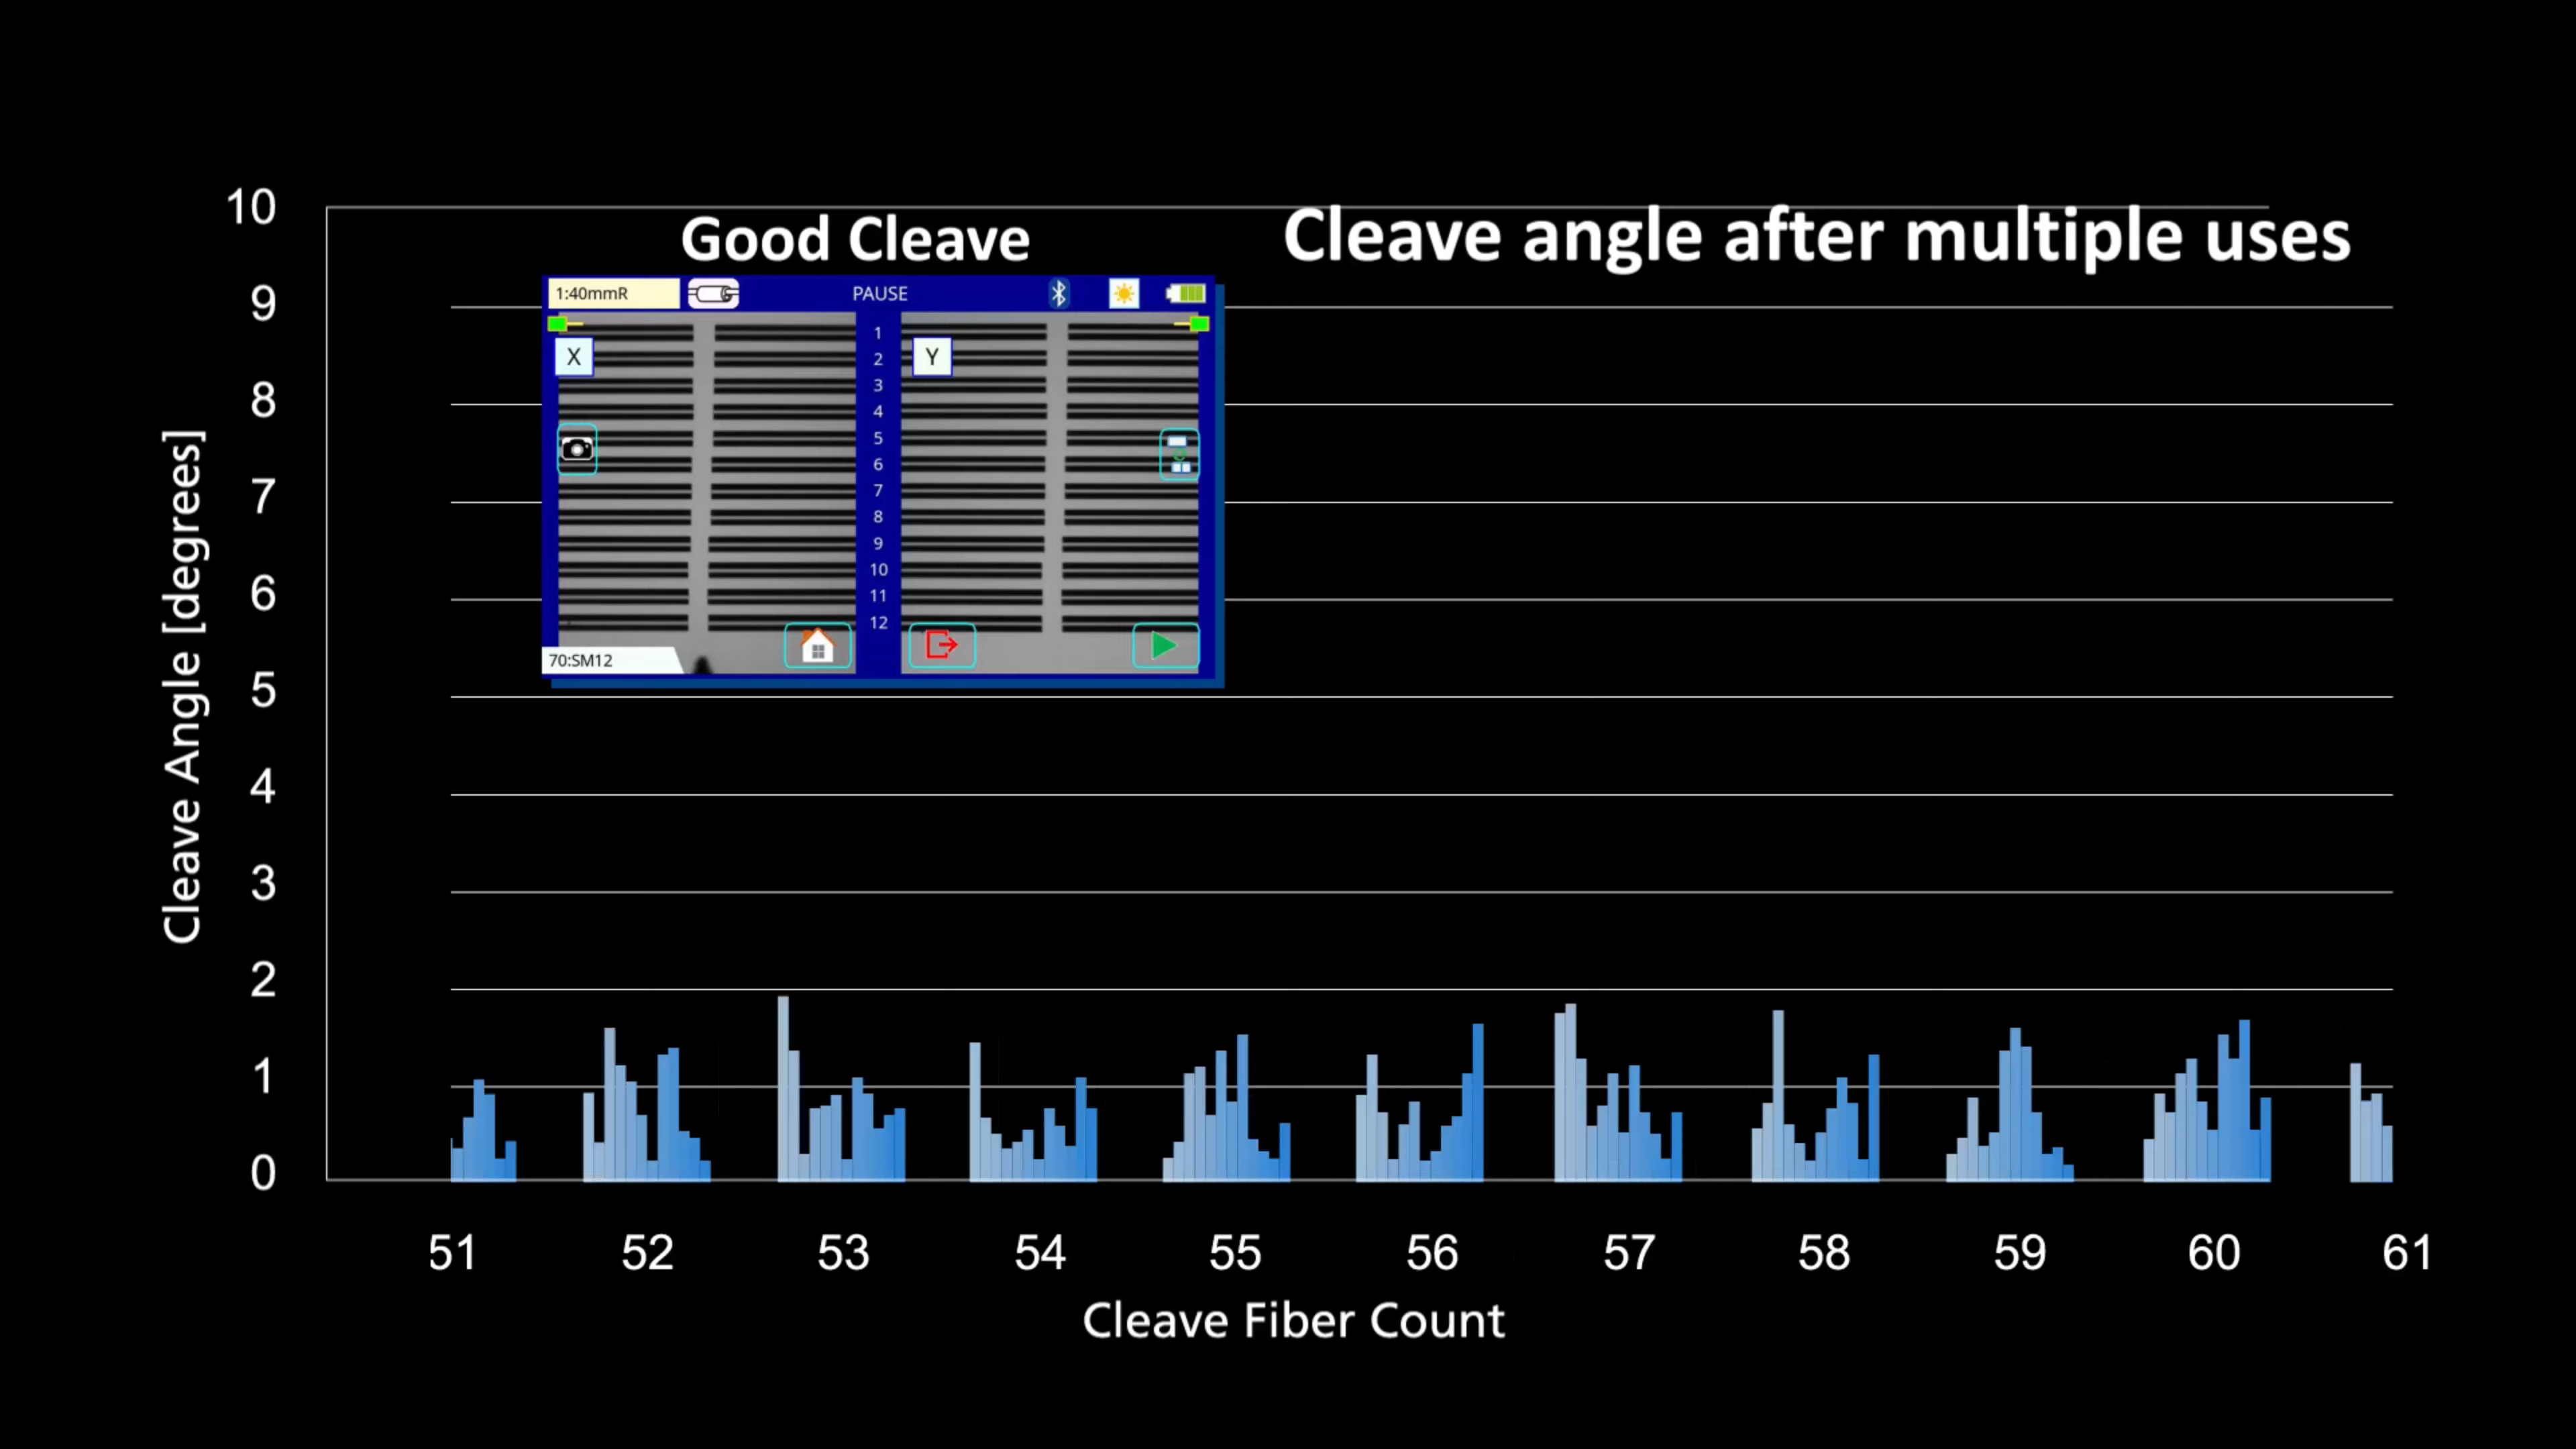 Good Cleave
Cleave angle after multiple uses
1:40mmR
PAUSE
X
Y
1
2
3
4
5
6
7
8
9
10
11
12
70:SM12
Cleave Angle [degrees]
10
9
8
7
6
5
4
3
2
1
0
51 52 53 54 55 56 57 58 59 60 61
Cleave Fiber Count